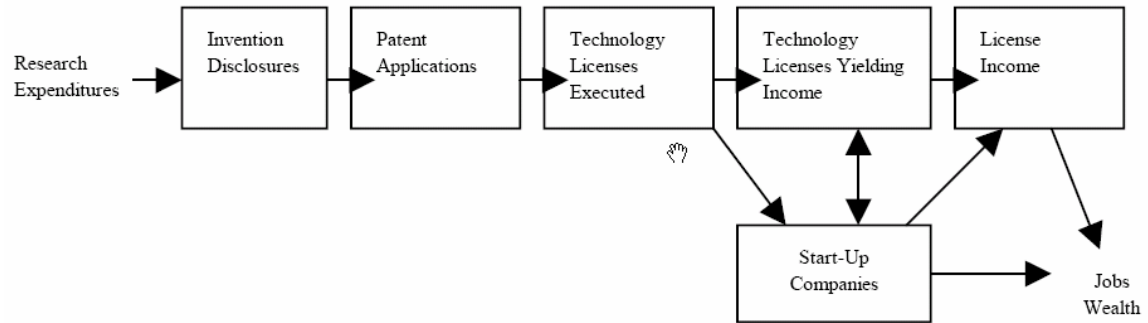 Research
Expenditures
Invention
Disclosures
Patent
Applications
Technology
Licenses
Executed
Technology
Licenses Yielding
Income
License
Income
Start-Up
Companies
Jobs
Wealth